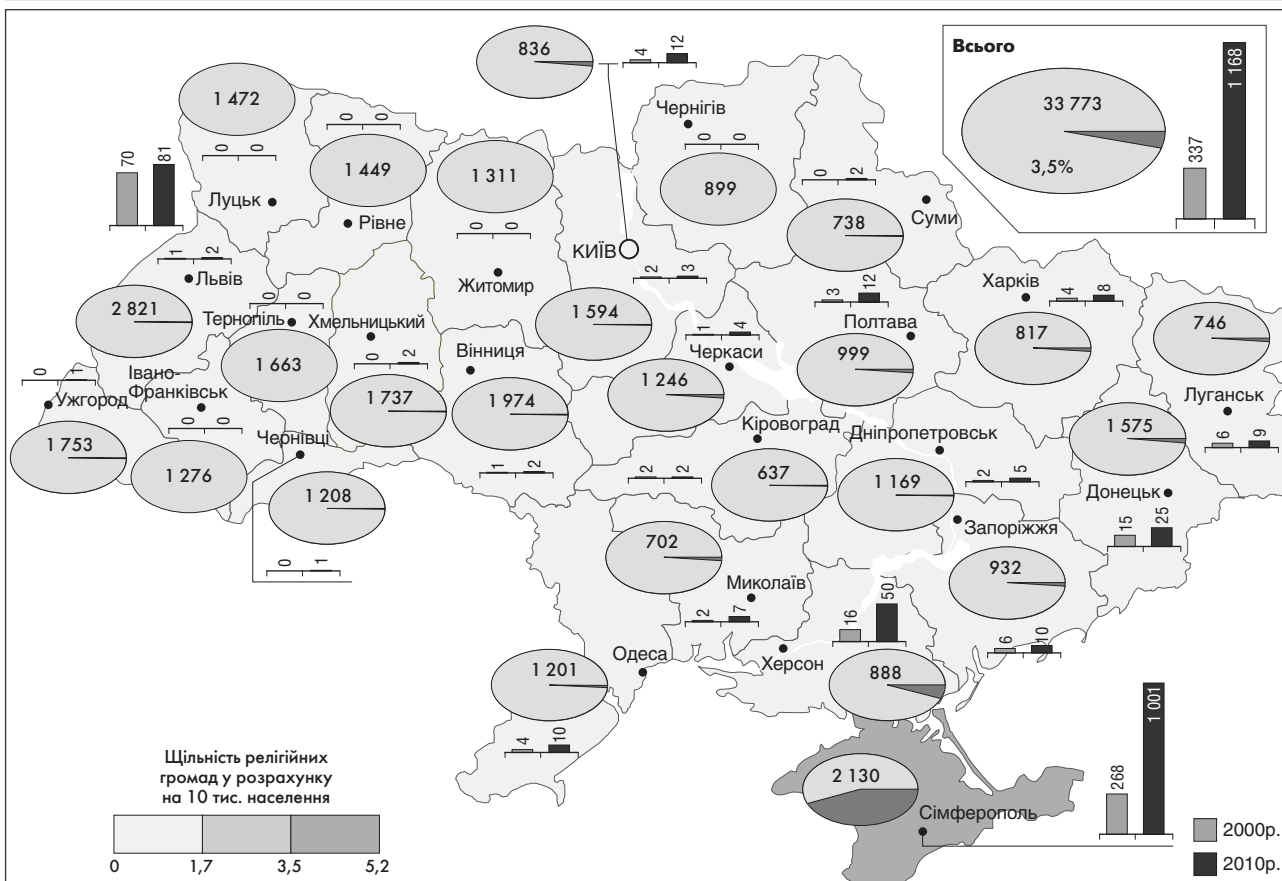 836
4
12
Всього
33 773
3,5%
337
1 168
1 472
0
0
Луцьк
70
81
0
0
1 449
Рівне
1 311
0
0
Житомир
КИЇВ
Чернігів
0
0
899
0
2
738
Суми
1
2
Львів
2 821
0
0
Тернопіль
1 663
Хмельницький
0
2
1 737
Вінниця
1 974
1
2
2
3
1 594
1
4
Черкаси
1 246
3
12
Полтава
999
Харків
4
8
817
746
Луганськ
6
9
0
1
Ужгород
1 753
Івано-
Франківськ
0
0
1 276
Чернівці
1 208
0
1
Кіровоград
2
2
637
Дніпропетровськ
1 169
2
5
1 575
Донецьк
15
25
Запоріжжя
932
6
10
702
Миколаїв
2
7
16
50
Херсон
888
Одеса
1 201
4
10
2 130
Сімферополь
268
1 001
Щільність релігійних
громад у розрахунку
на 10 тис. населення
0
1,7
3,5
5,2
2000р.
2010р.